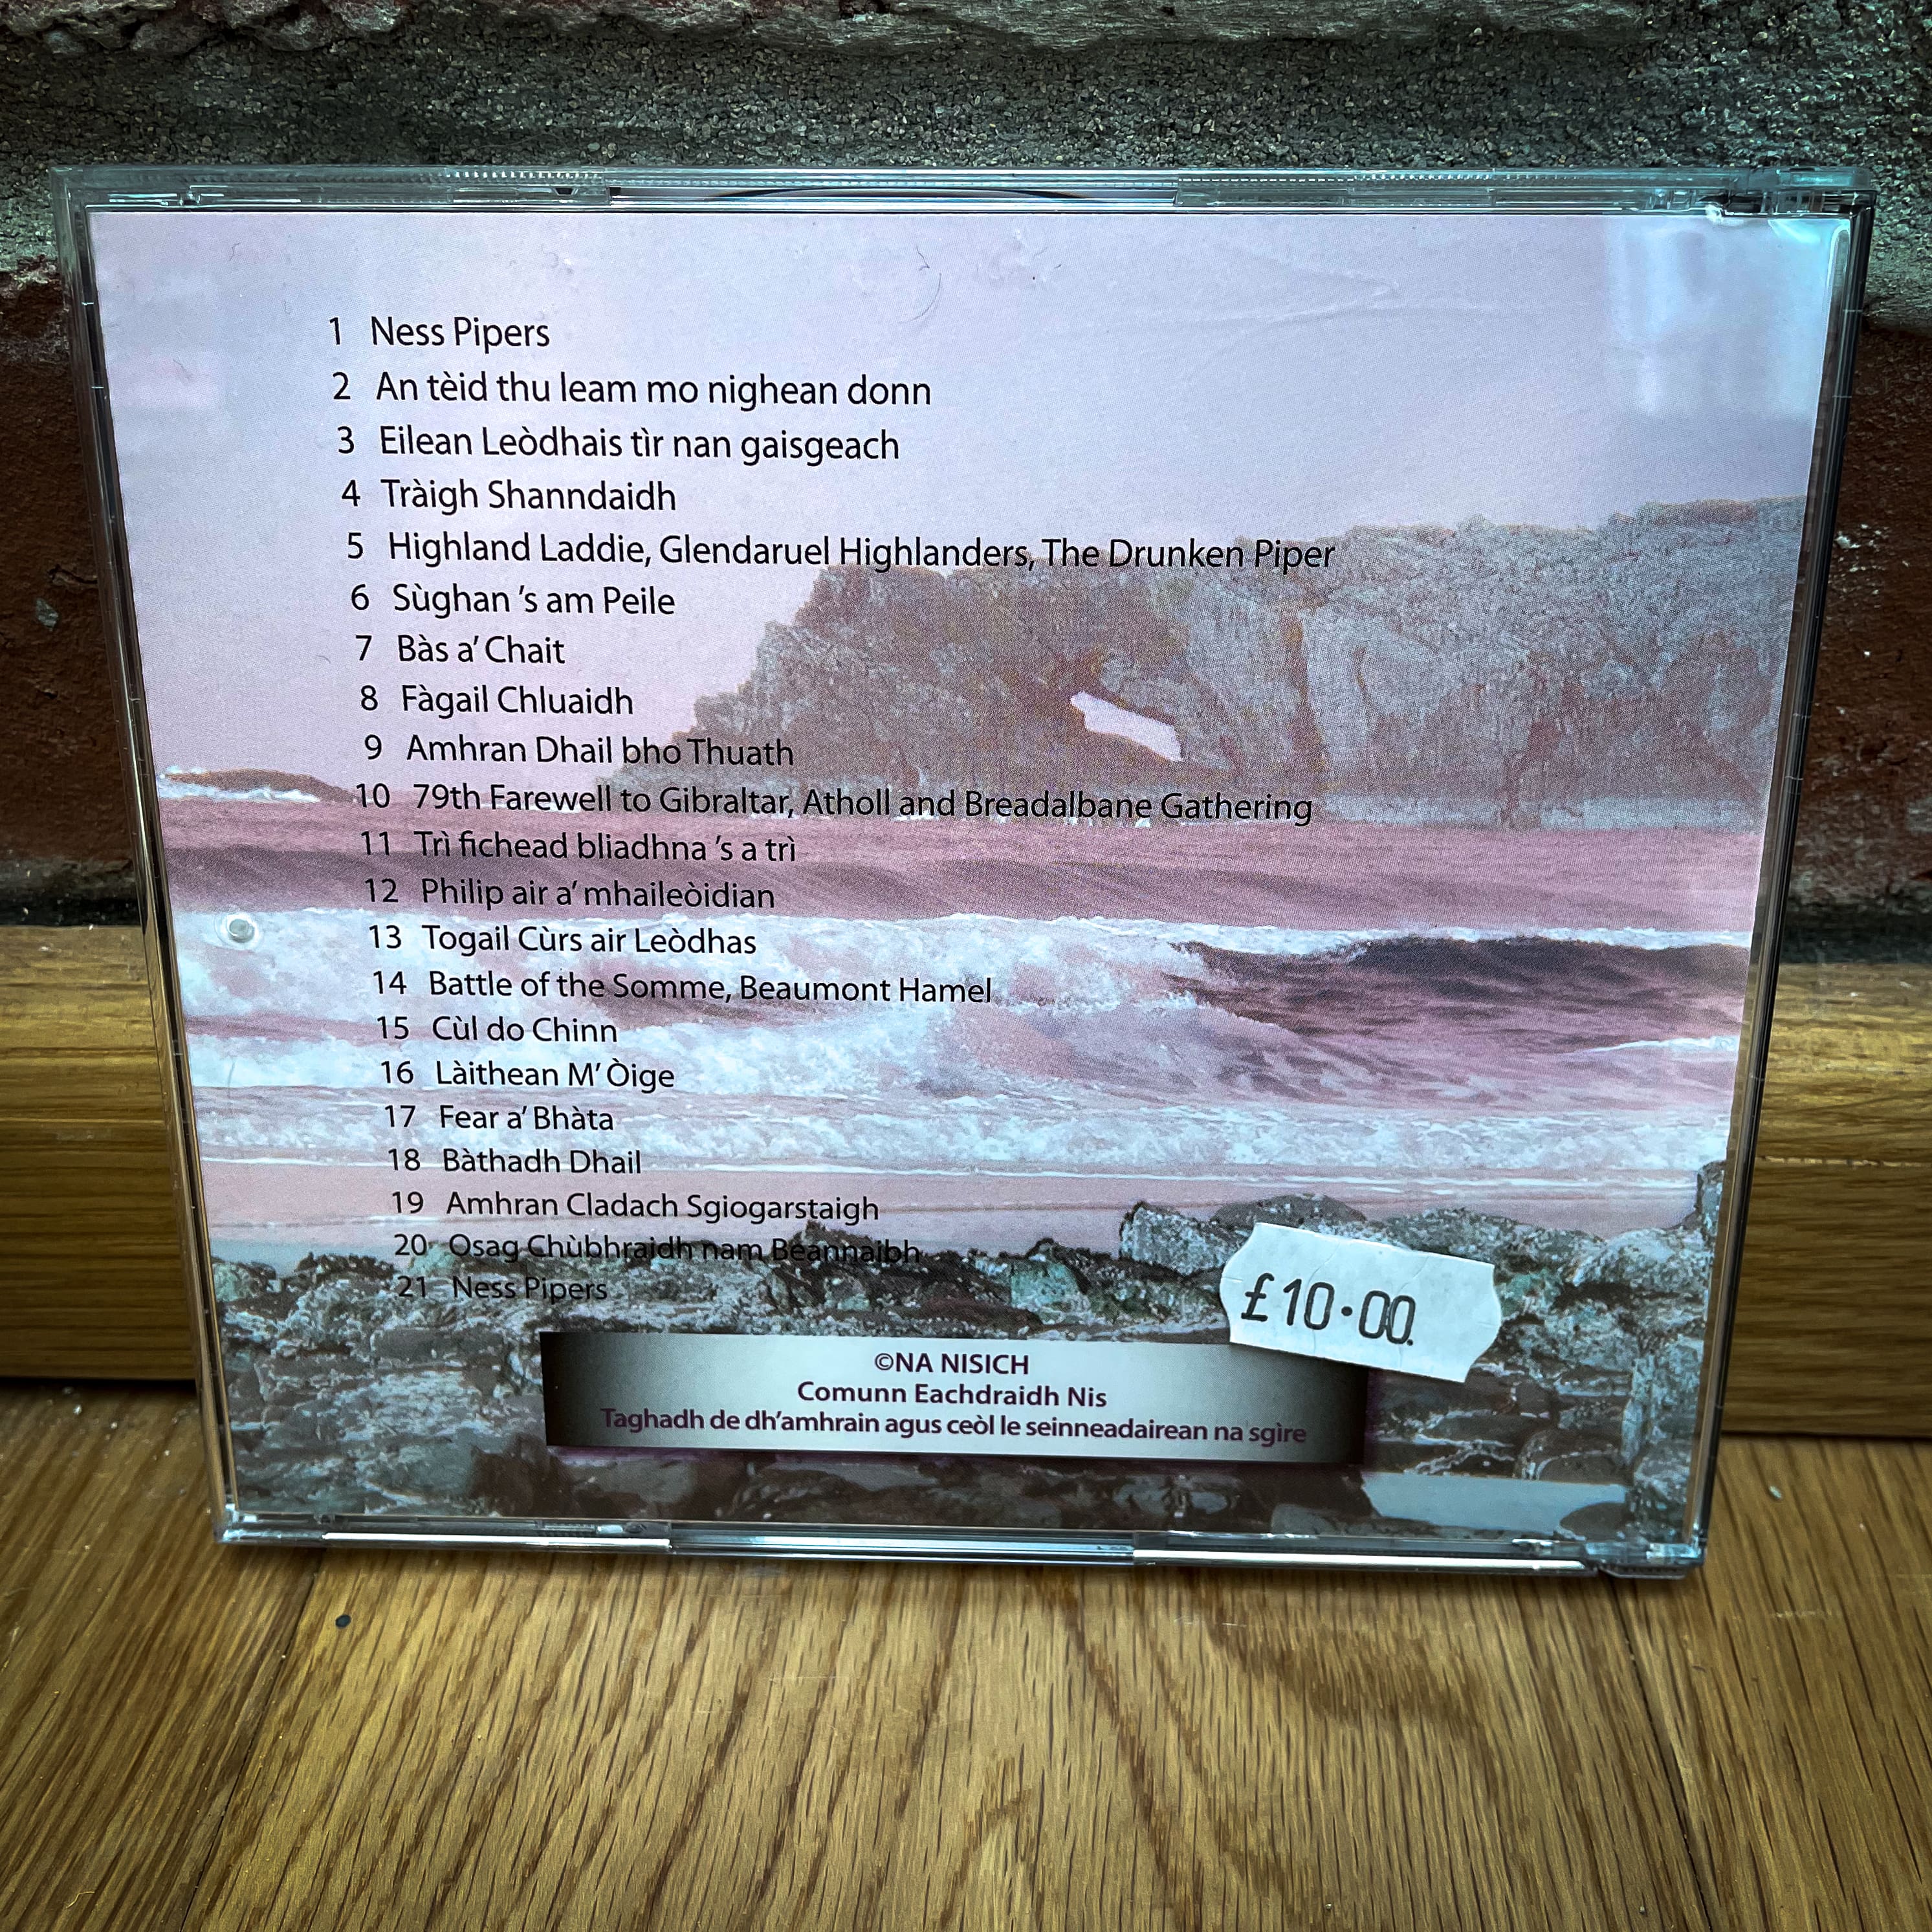 1 Ness Pipers
2 An tèid thu leam mo nighean donn
3 Eilean Leòdhais tìr nan gaisgeach
4 Tràigh Shanndaidh
5 Highland Laddie, Glendaruel Highlanders, The Drunken Piper
6 Sùghan 's am Peile
7 Bàs a' Chait
8 Fàgail Chluaidh
9 Amhran Dhail bho Thuath
10 79th Farewell to Gibraltar, Atholl and Breadalbane Gathering
11 Trì fichead bliadhna 's a trì
12 Philip air a' mhaileòidian
13 Togail Cùrs air Leòdhas
14 Battle of the Somme, Beaumont Hamel
15 Cùl do Chinn
16 Làithean M' Òige
17 Fear a' Bhàta
18 Bàthadh Dhail
19 Amhran Cladach Sgiogarstaigh
20 Osag Chùbhraidh nam Beannaibh
21 Ness Pipers
£10.00
©NA NISICH
Comunn Eachdraidh Nis
Taghadh de dh'amhrain agus ceòl le seinneadairean na sgìre